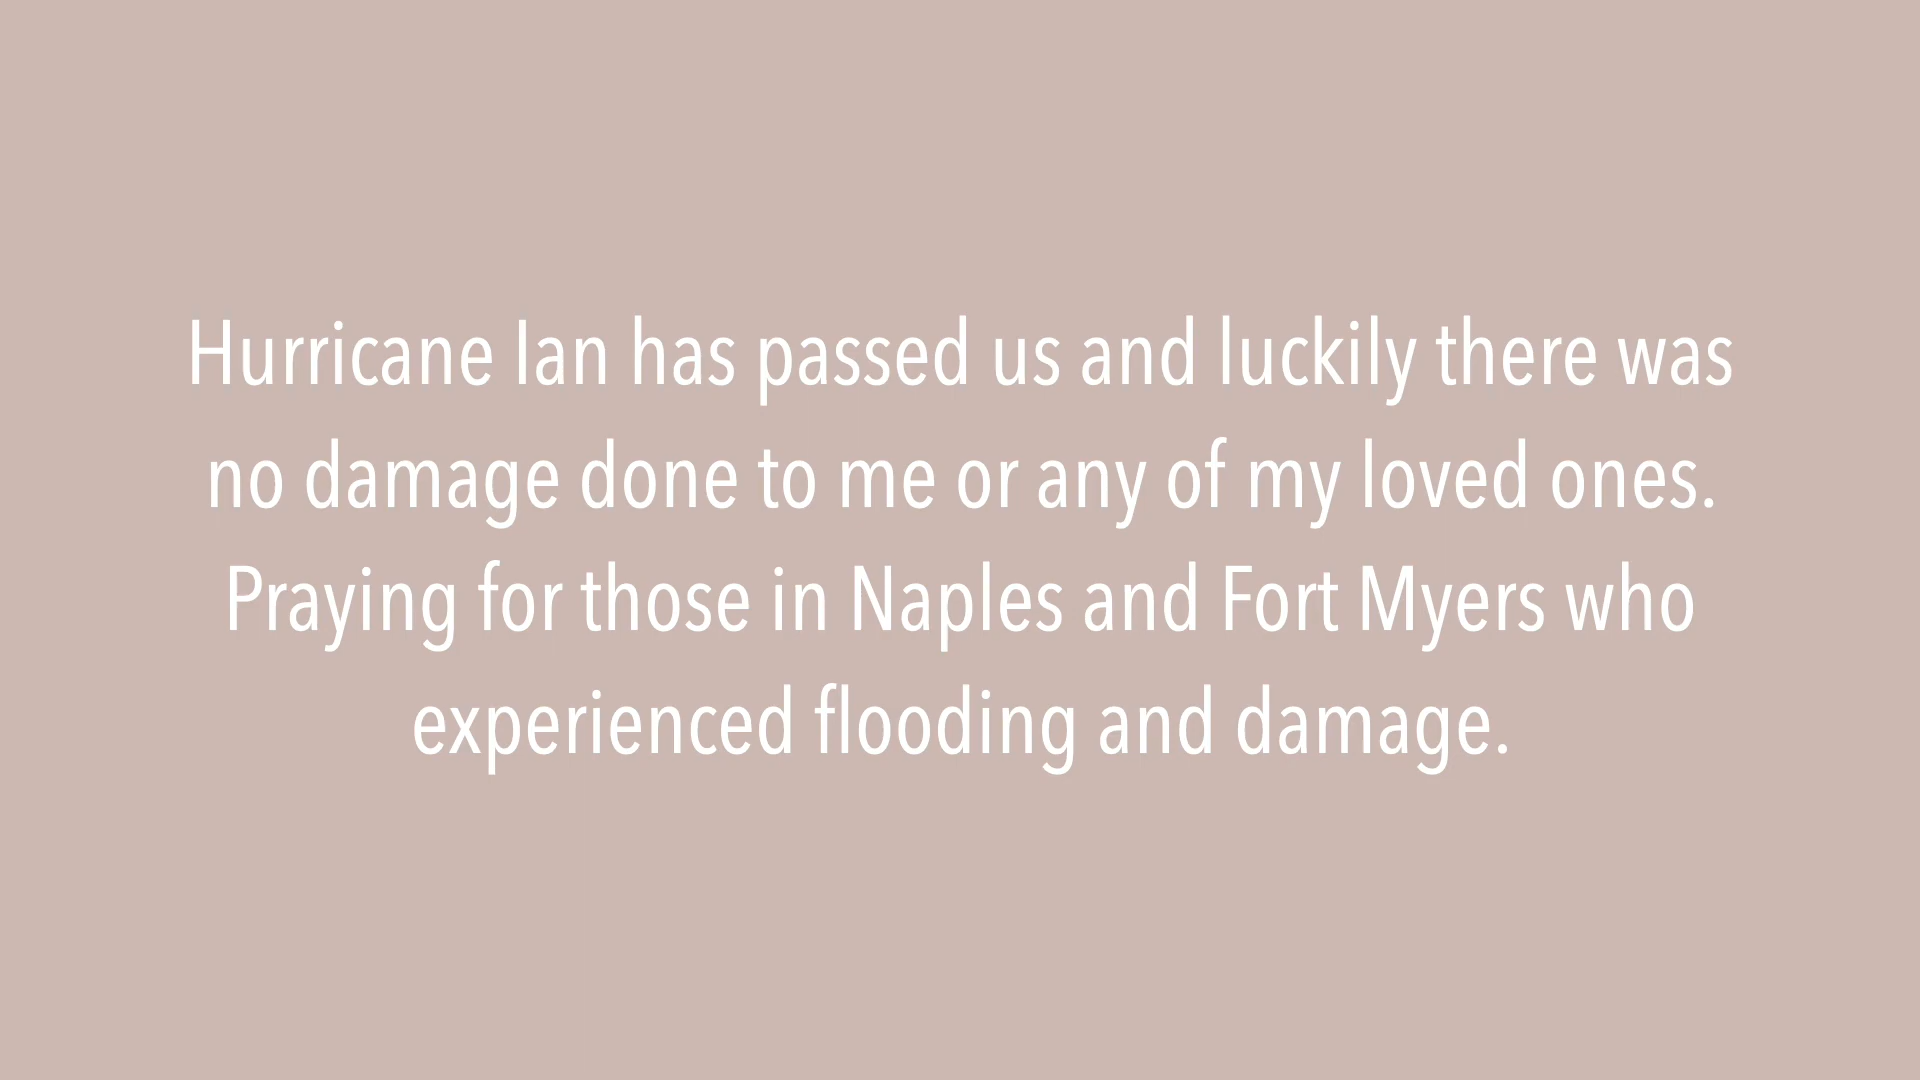 Hurricane Ian has passed us and luckily there was
no damage done to me or any of my loved ones.
Praying for those in Naples and Fort Myers who
experienced flooding and damage.